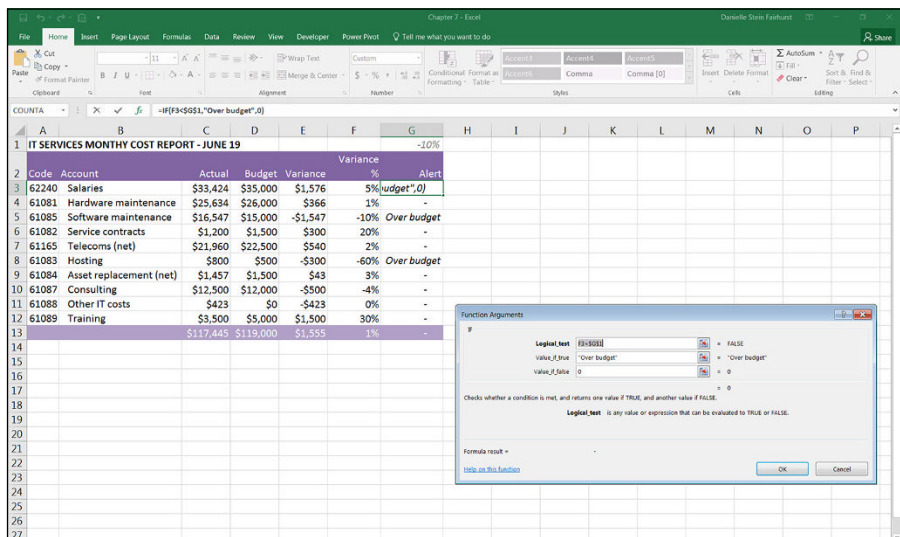 Chapter 7 - Excel
Danielle Stein Fairhurst
File Home Insert Page Layout Formulas Data Review View Developer Power Pivot Tell me what you want to do
Share
Paste
Cut
Copy
Format Painter
Clipboard
11
B I U
Font
Wrap Text
Merge & Center
Alignment
Custom
$ % ,
Number
Conditional Formatting
Format as Table
Accent3 Accent4 Accent5
Accent6 Comma Comma [0]
Styles
Insert Delete Format
Cells
AutoSum
Fill
Clear
Sort & Filter
Find & Select
Editing
COUNTA
=IF(F3<$G$1,"Over budget",0)
A B C D E F G H I J K L M N O P
1 IT SERVICES MONTHY COST REPORT - JUNE 19 -10%
2 Code Account Actual Budget Variance Variance % Alert
3 62240 Salaries $33,424 $35,000 $1,576 5% udget",0)
4 61081 Hardware maintenance $25,634 $26,000 $366 1% -
5 61085 Software maintenance $16,547 $15,000 -$1,547 -10% Over budget
6 61082 Service contracts $1,200 $1,500 $300 20% -
7 61165 Telecoms (net) $21,960 $22,500 $540 2% -
8 61083 Hosting $800 $500 -$300 -60% Over budget
9 61084 Asset replacement (net) $1,457 $1,500 $43 3% -
10 61087 Consulting $12,500 $12,000 -$500 -4% -
11 61088 Other IT costs $423 $0 -$423 0% -
12 61089 Training $3,500 $5,000 $1,500 30% -
13 $117,445 $119,000 $1,555 1% -
14
15
16
17
18
19
20
21
22
23
24
25
26
27
Function Arguments
IF
Logical_test F3<$G$1 = FALSE
Value_if_true "Over budget" = "Over budget"
Value_if_false 0 = 0
= 0
Checks whether a condition is met, and returns one value if TRUE, and another value if FALSE.
Logical_test is any value or expression that can be evaluated to TRUE or FALSE.
Formula result = -
Help on this function
OK
Cancel